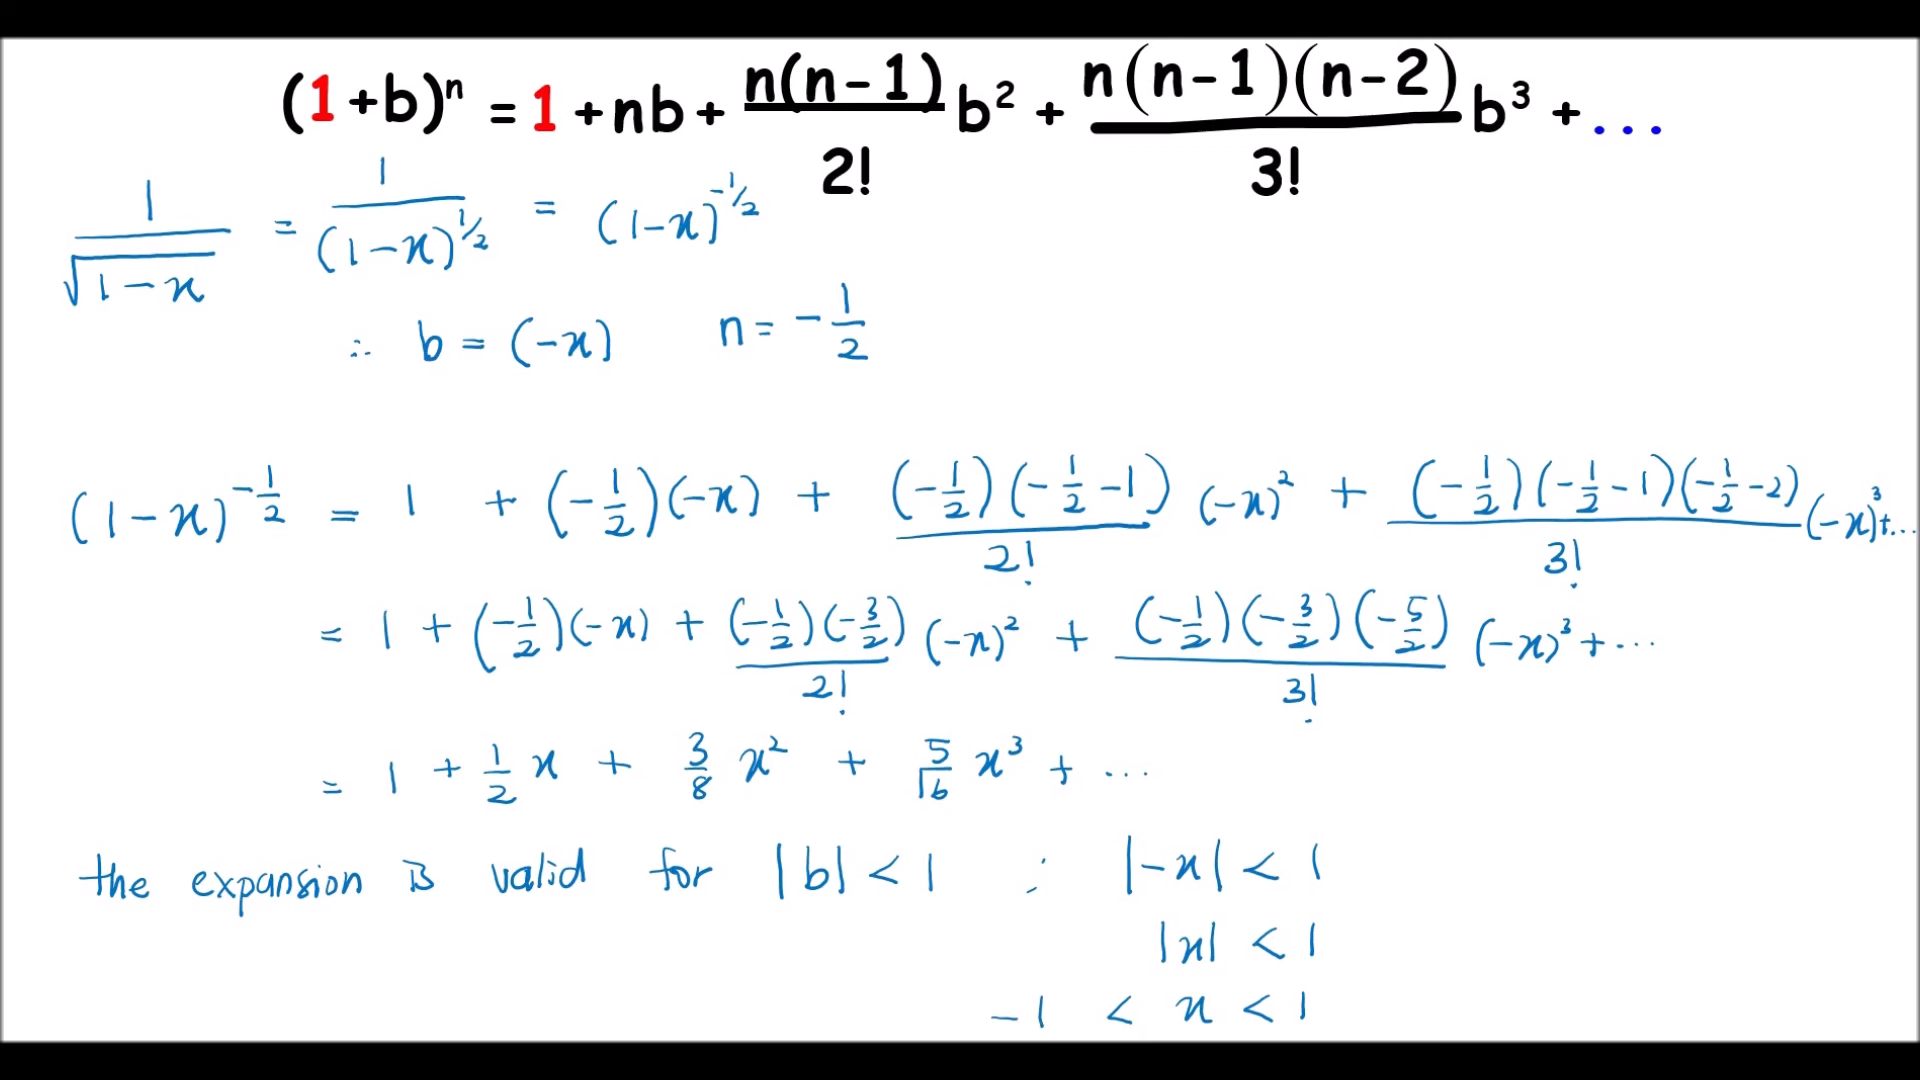 (1+b)ⁿ = 1 + nb + n(n-1)/2! b² + n(n-1)(n-2)/3! b³ + ...
1/√(1-x) = 1/(1-x)^(1/2) = (1-x)^(-1/2)
∴ b = (-x) n = -1/2
(1-x)^(-1/2) = 1 + (-1/2)(-x) + (-1/2)(-1/2 -1)/2! (-x)² + (-1/2)(-1/2 -1)(-1/2 -2)/3! (-x)³ + ...
= 1 + (-1/2)(-x) + (-1/2)(-3/2)/2! (-x)² + (-1/2)(-3/2)(-5/2)/3! (-x)³ + ...
= 1 + 1/2 x + 3/8 x² + 5/16 x³ + ...
the expansion is valid for |b| < 1 ∴ |-x| < 1
|x| < 1
-1 < x < 1